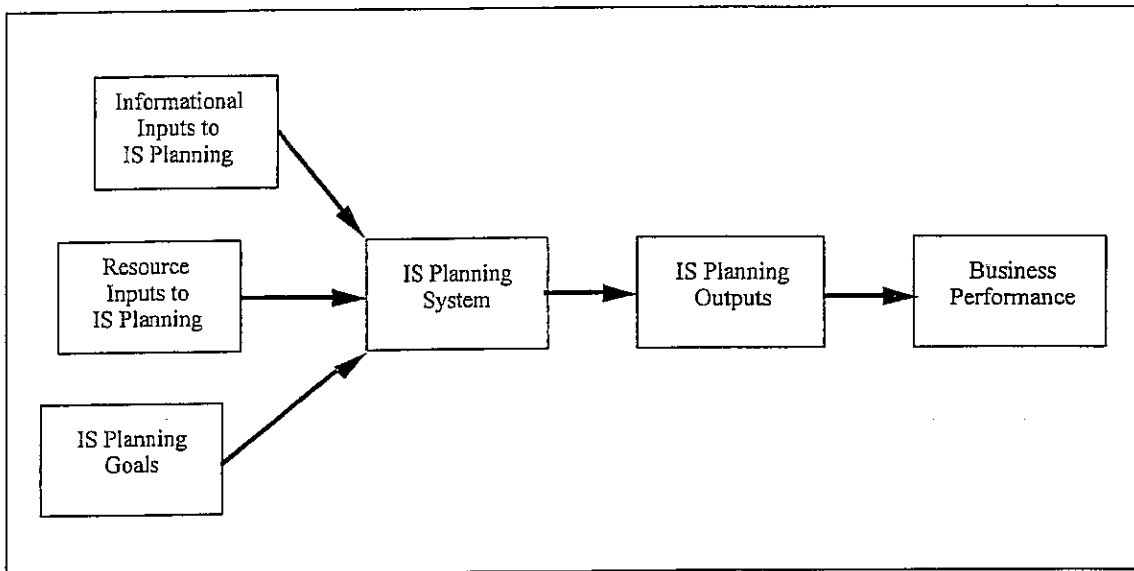 Informational
Inputs to
IS Planning
Resource
Inputs to
IS Planning
IS Planning
Goals
IS Planning
System
IS Planning
Outputs
Business
Performance